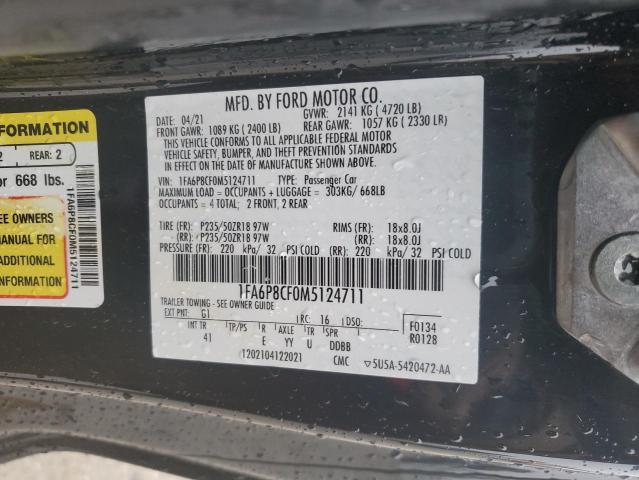 FORMATION
2 REAR: 2
or 668 lbs.
SEE OWNERS
MANUAL FOR
ADDITIONAL
INFORMATION
1FA6P8CF0M5124711
MFD. BY FORD MOTOR CO.
04/21 GVWR: 2141 KG ( 4720 LB)
FRONT GAWR: 1089 KG ( 2400 LB) REAR GAWR: 1057 KG ( 2330 LB)
THIS VEHICLE CONFORMS TO ALL APPLICABLE FEDERAL MOTOR
VEHICLE SAFETY, BUMPER, AND THEFT PREVENTION STANDARDS IN
EFFECT ON THE DATE OF MANUFACTURE SHOWN ABOVE.
VIN: 1FA6P8CF0M5124711 TYPE: Passenger Car
MAXIMUM LOAD = OCCUPANTS + LUGGAGE = 303KG/ 668LB
OCCUPANTS = 4 TOTAL; 2 FRONT, 2 REAR
TIRE (FR): P235/50ZR18 97W RIMS (FR): 18x8.0J
(RR): P235/50ZR18 97W (RR): 18x8.0J
PRESSURE (FR): 220 kPa/ 32 PSI COLD (RR): 220 kPa/ 32 PSI COLD
1FA6P8CF0M5124711
TRAILER TOWING - SEE OWNER GUIDE
EXT PNT: G1 RC: 16 DSO: F0134
INT TR TP/PS R AXLE TR UU R0128
41 DDBB
1202104122021 CMC ▽5U5A-5420472-AA